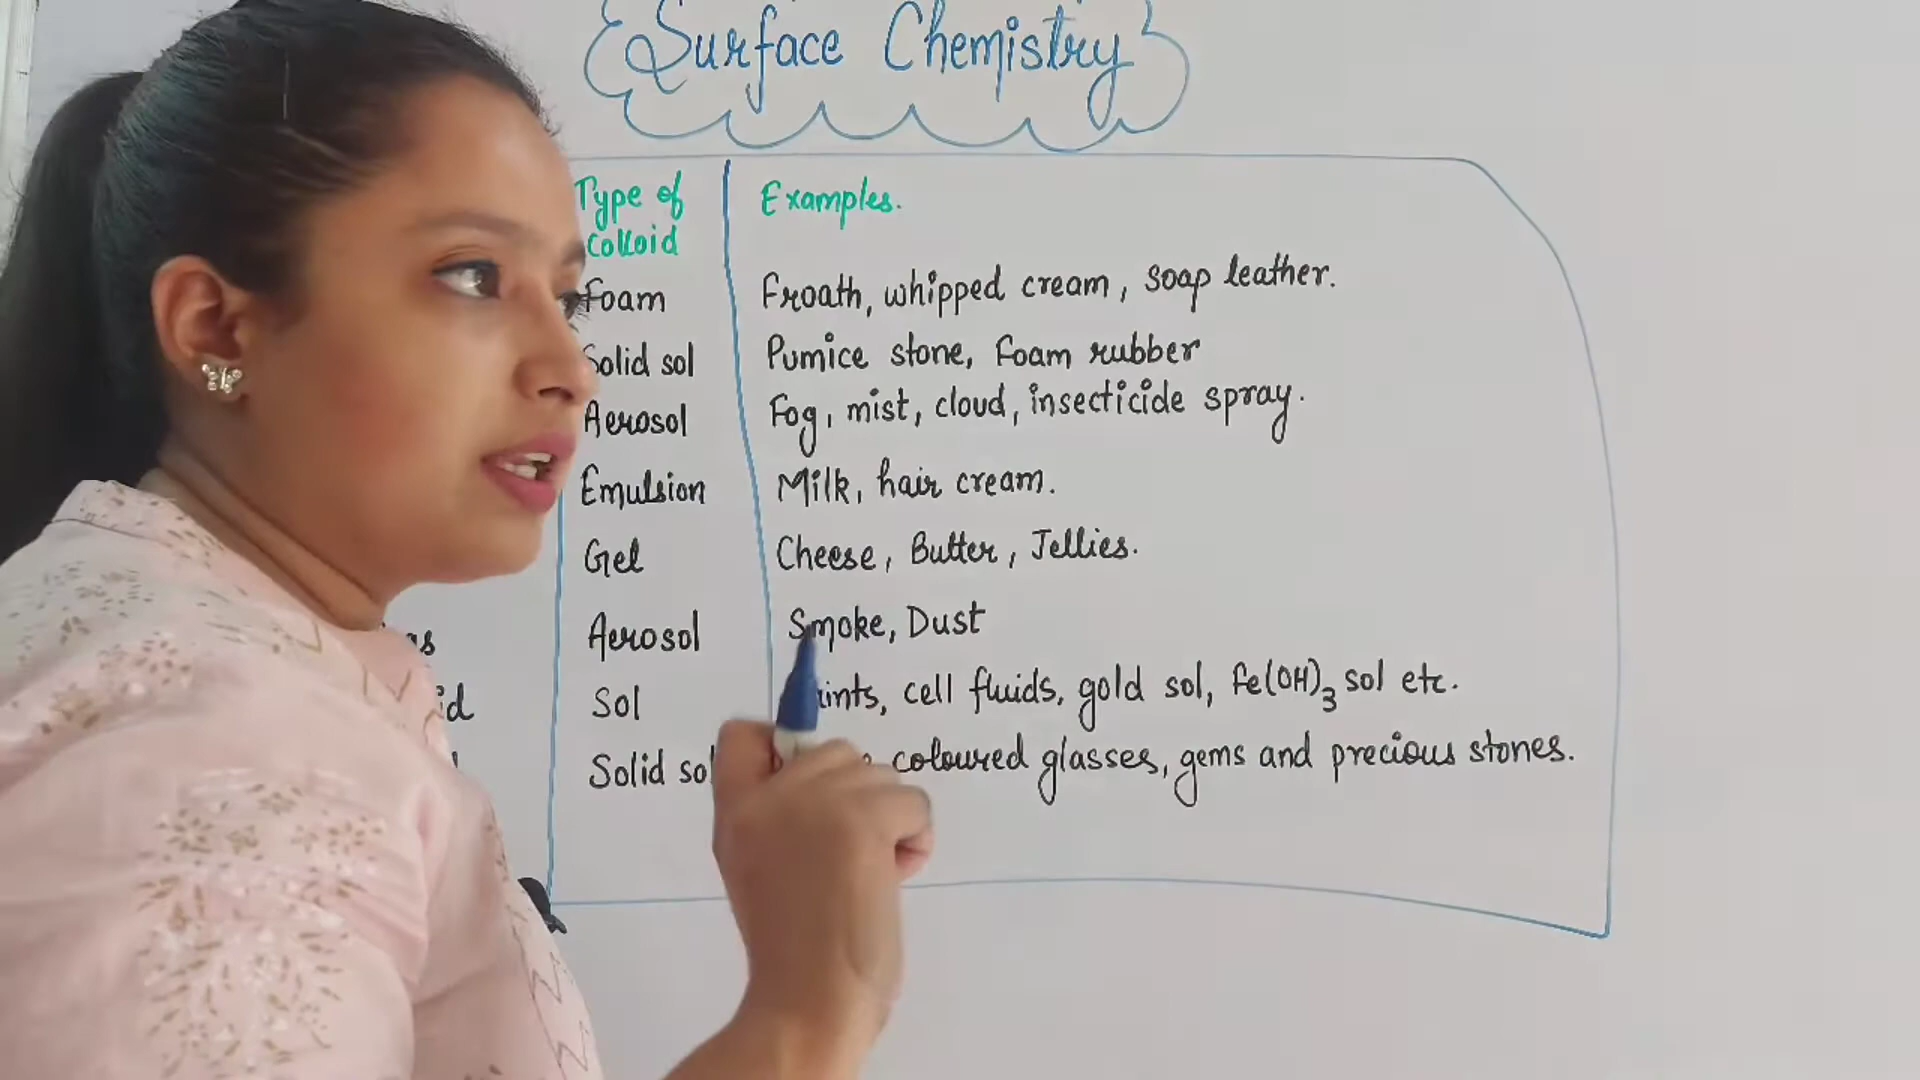 Surface Chemistry
Type of Examples.
Colloid
Foam Froath, whipped cream, soap leather.
Solid sol Pumice stone, Foam rubber
Aerosol Fog, mist, cloud, insecticide spray.
Emulsion Milk, hair cream.
Gel Cheese, Butter, Jellies.
Aerosol Smoke, Dust
Sol cell fluids, gold sol, Fe(OH)3 sol etc.
Solid sol coloured glasses, gems and precious stones.